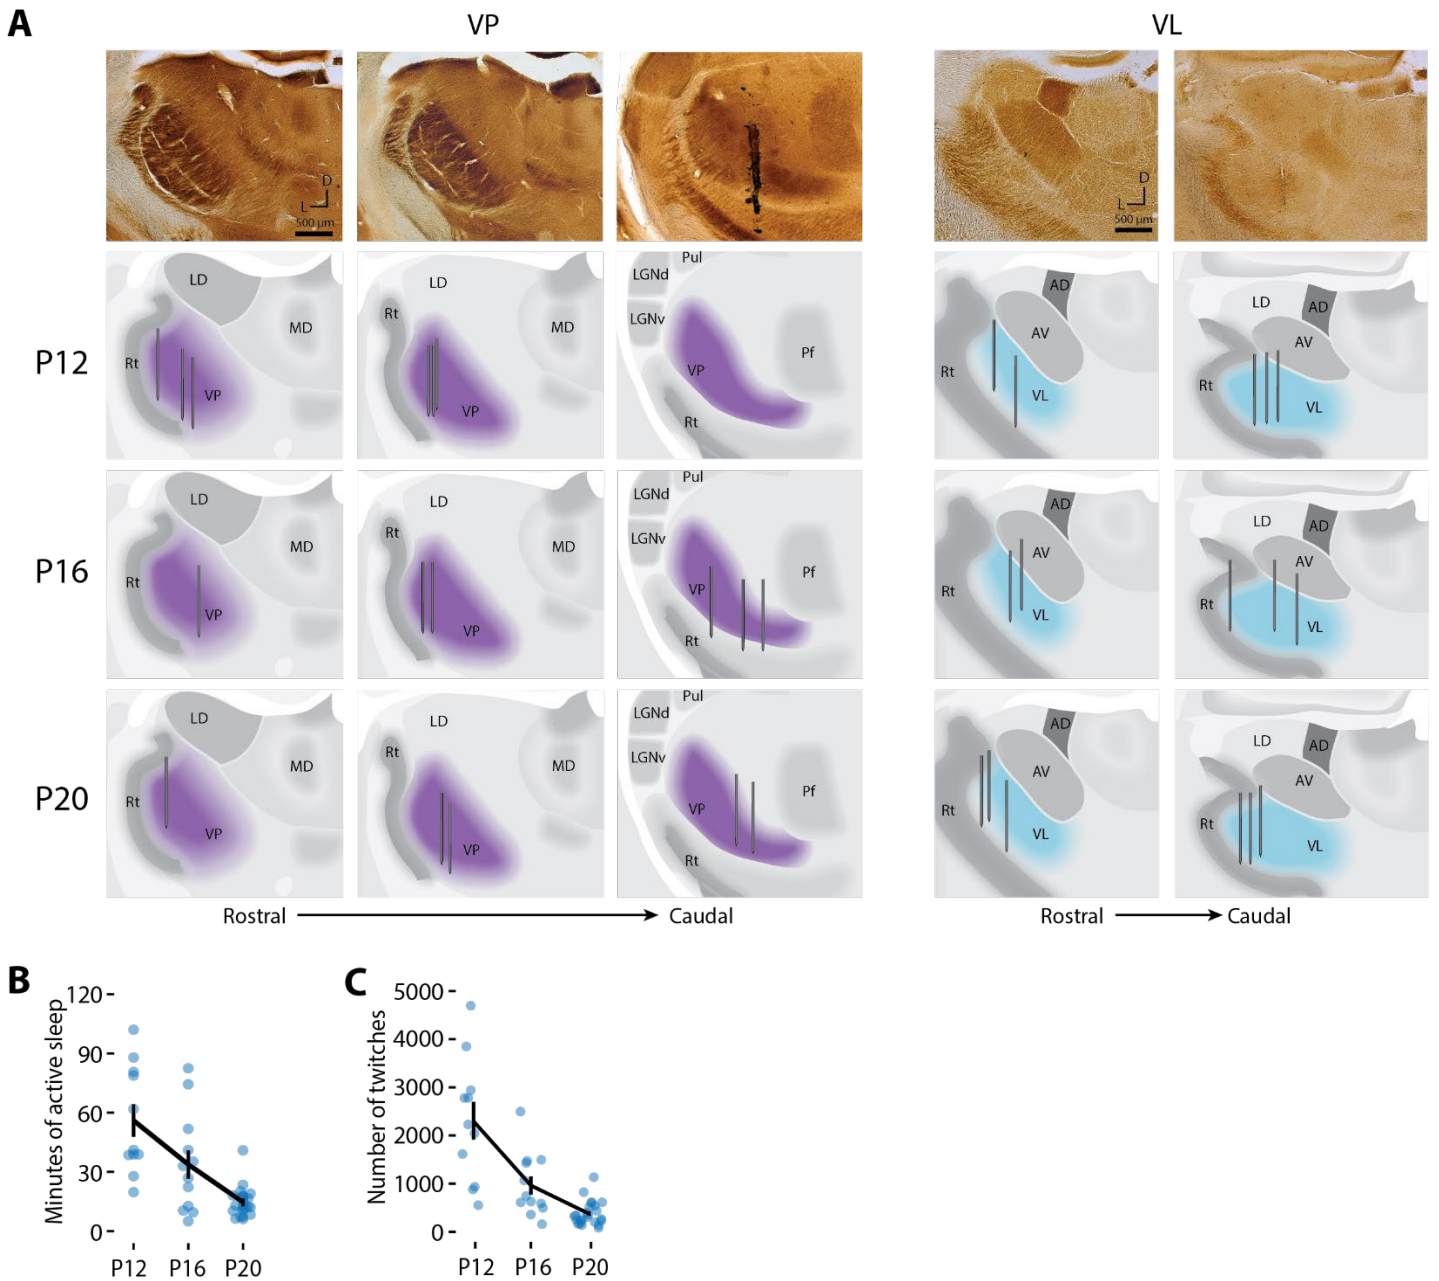 A
VP
VL
D
L
500 µm
D
L
500 µm
P12
LD
MD
Rt
VP
LD
Rt
MD
VP
Pul
LGNd
LGNv
VP
Pf
Rt
AD
AV
Rt
VL
LD
AD
AV
Rt
VL
P16
LD
MD
Rt
VP
LD
Rt
MD
VP
Pul
LGNd
LGNv
VP
Pf
Rt
AD
AV
Rt
VL
LD
AD
AV
Rt
VL
P20
LD
MD
Rt
VP
LD
Rt
MD
VP
Pul
LGNd
LGNv
VP
Pf
Rt
AD
AV
Rt
VL
LD
AD
AV
Rt
VL
Rostral
Caudal
Rostral
Caudal
B
Minutes of active sleep
120
90
60
30
0
P12 P16 P20
C
Number of twitches
5000
4000
3000
2000
1000
0
P12 P16 P20